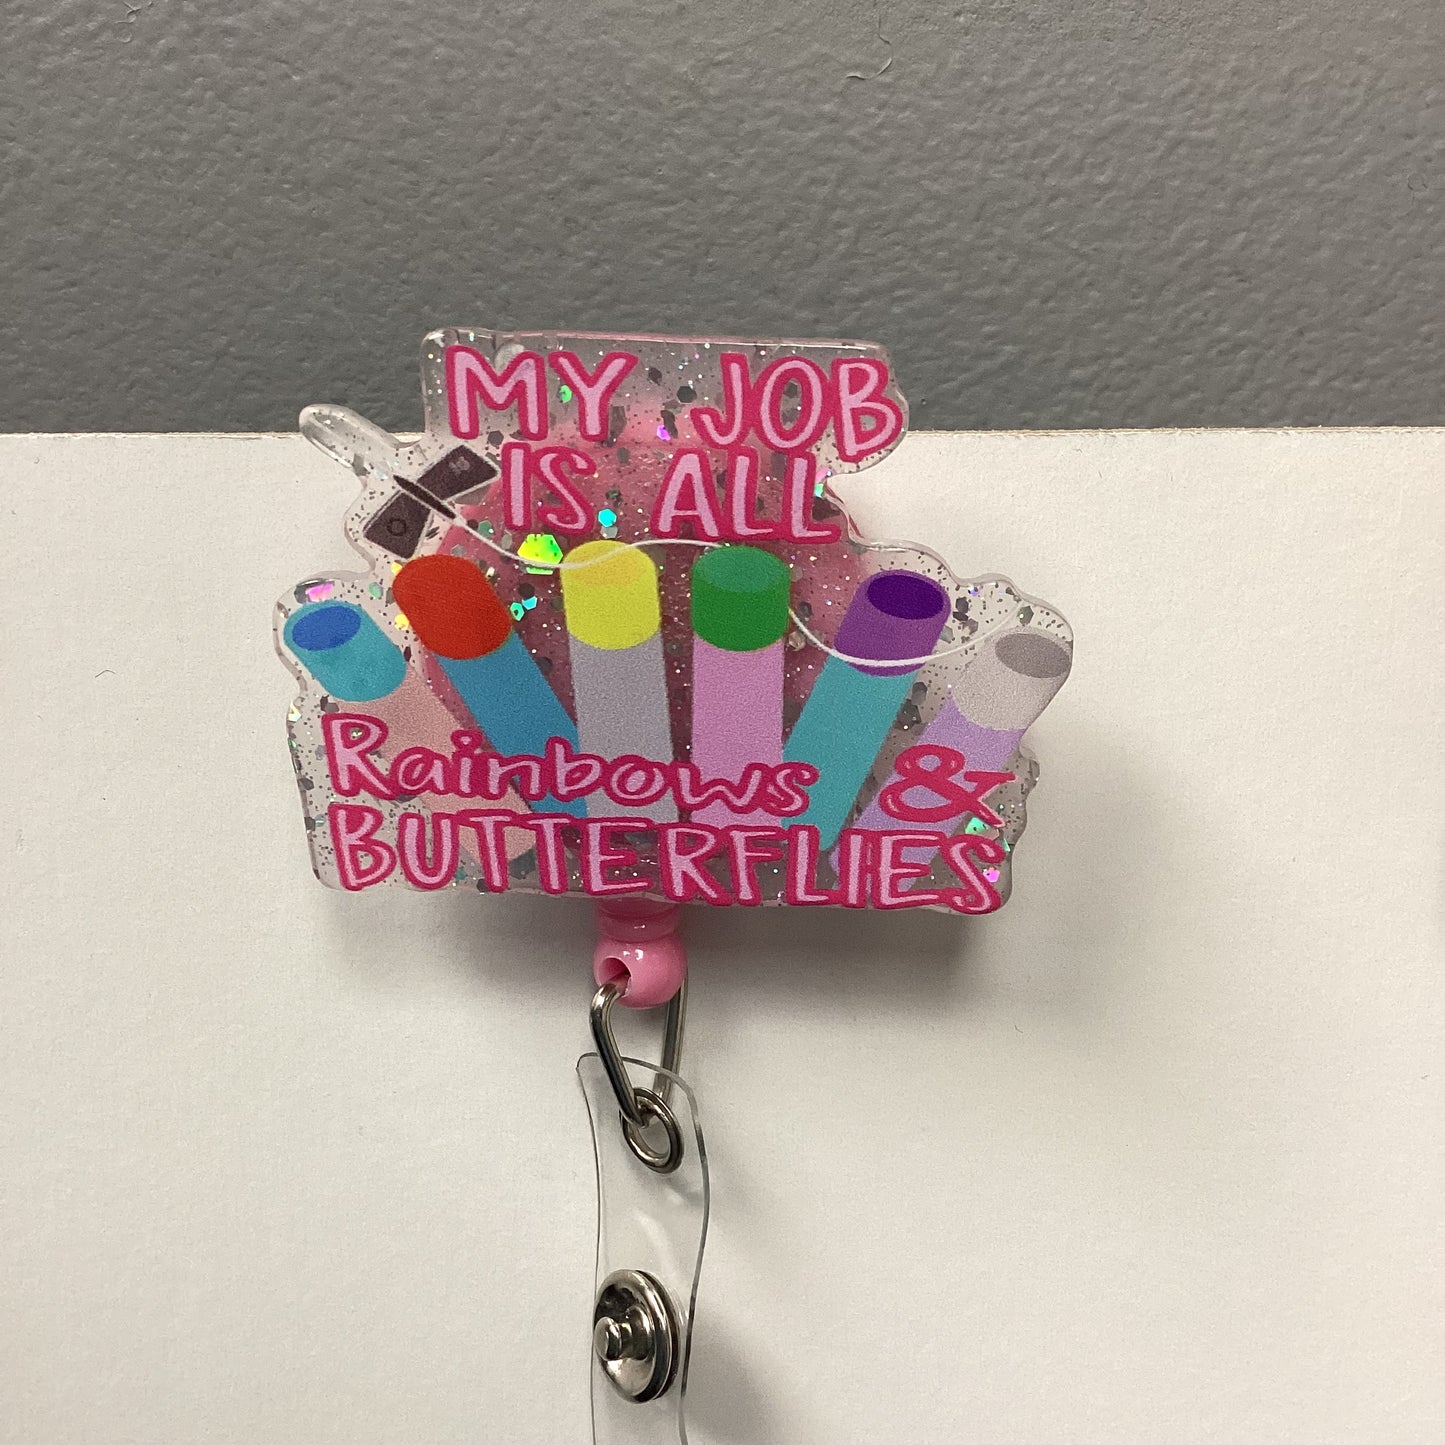 MY JOB
IS ALL
Rainbows &
BUTTERFLIES